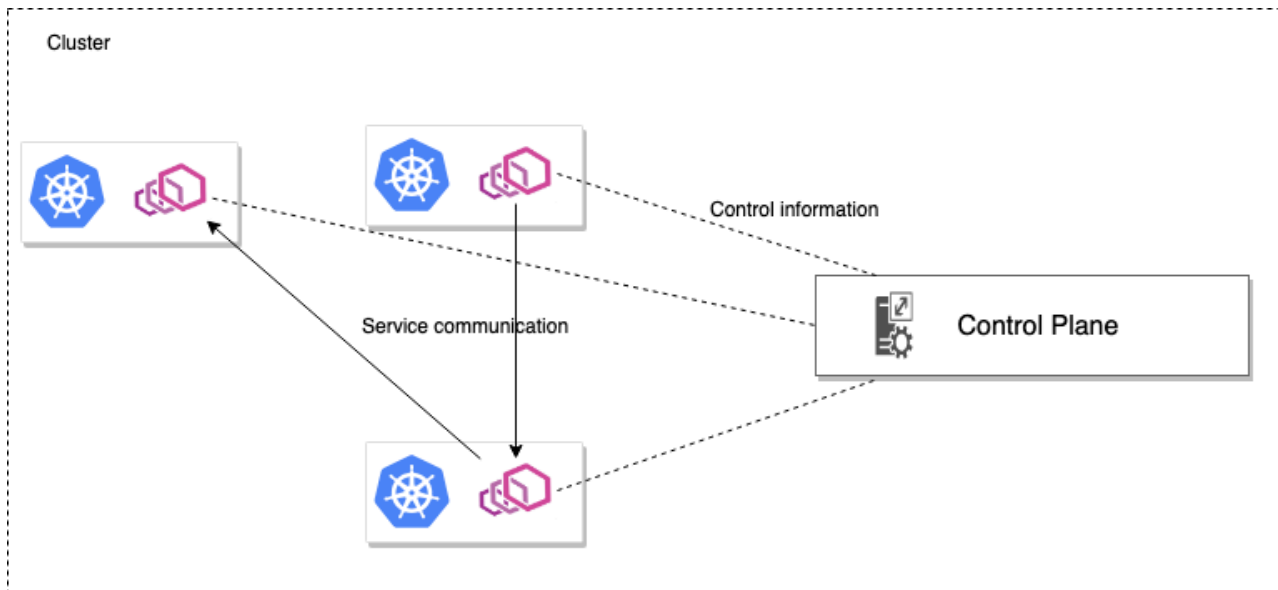 Cluster
Control information
Service communication
Control Plane